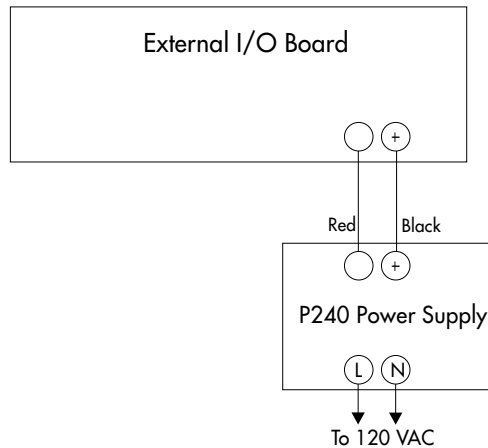 External I/O Board
+
Red Black
+
P240 Power Supply
L N
To 120 VAC